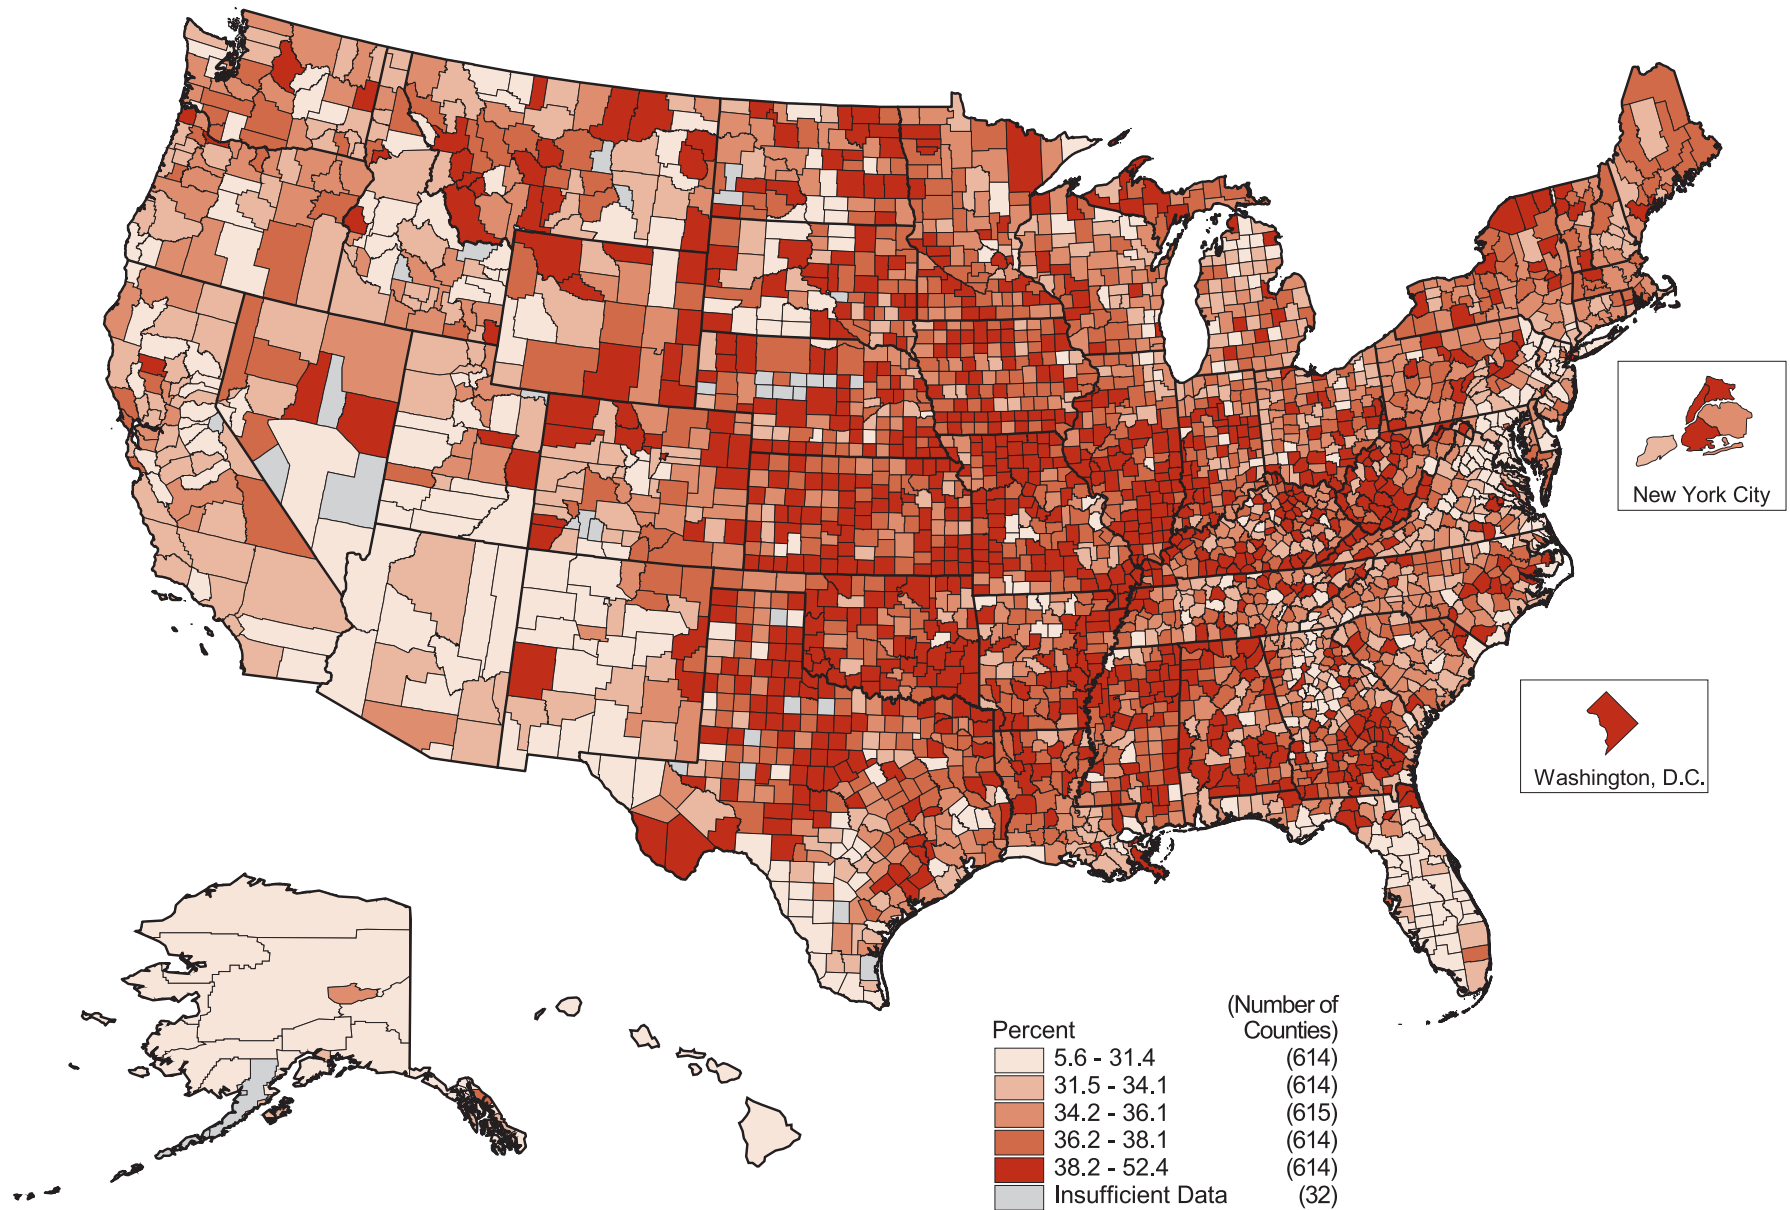 New York City
Washington, D.C.
(Number of
Percent Counties)
5.6 - 31.4 (614)
31.5 - 34.1 (614)
34.2 - 36.1 (615)
36.2 - 38.1 (614)
38.2 - 52.4 (614)
Insufficient Data (32)